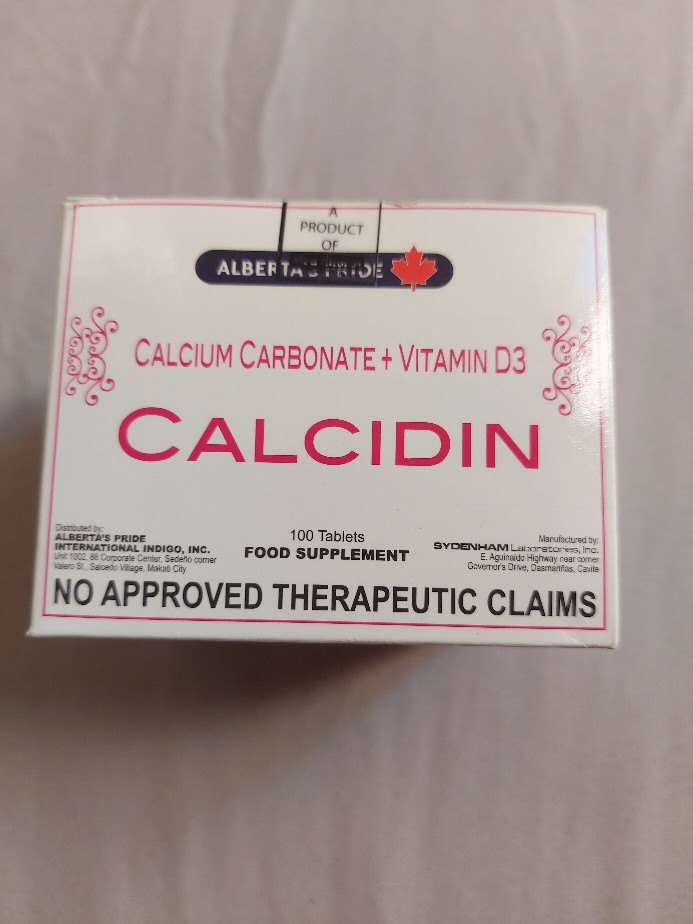 A
PRODUCT
OF
ALBERTA'S PRIDE
CALCIUM CARBONATE + VITAMIN D3
CALCIDIN
Distributed by:
ALBERTA'S PRIDE
INTERNATIONAL INDIGO, INC.
Unit 1002, 88 Corporate Center, Sedeño corner
Valero St., Salcedo Village, Makati City
100 Tablets
FOOD SUPPLEMENT
Manufactured by:
SYDENHAM Laboratories, Inc.
E. Aguinaldo Highway near corner
Governor's Drive, Dasmariñas, Cavite
NO APPROVED THERAPEUTIC CLAIMS